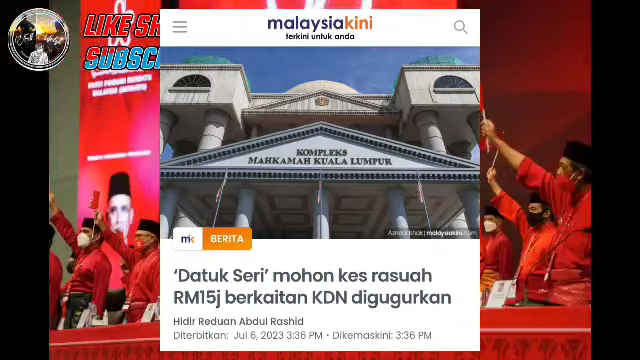 LIKE SH
SUBSC
malaysiakini
terkini untuk anda
KOMPLEKS
MAHKAMAH KUALA LUMPUR
Azneal Ishak | malaysiakini.com
mk BERITA
‘Datuk Seri’ mohon kes rasuah
RM15j berkaitan KDN digugurkan
Hidir Reduan Abdul Rashid
Diterbitkan: Jul 6, 2023 3:36 PM · Dikemaskini: 3:36 PM